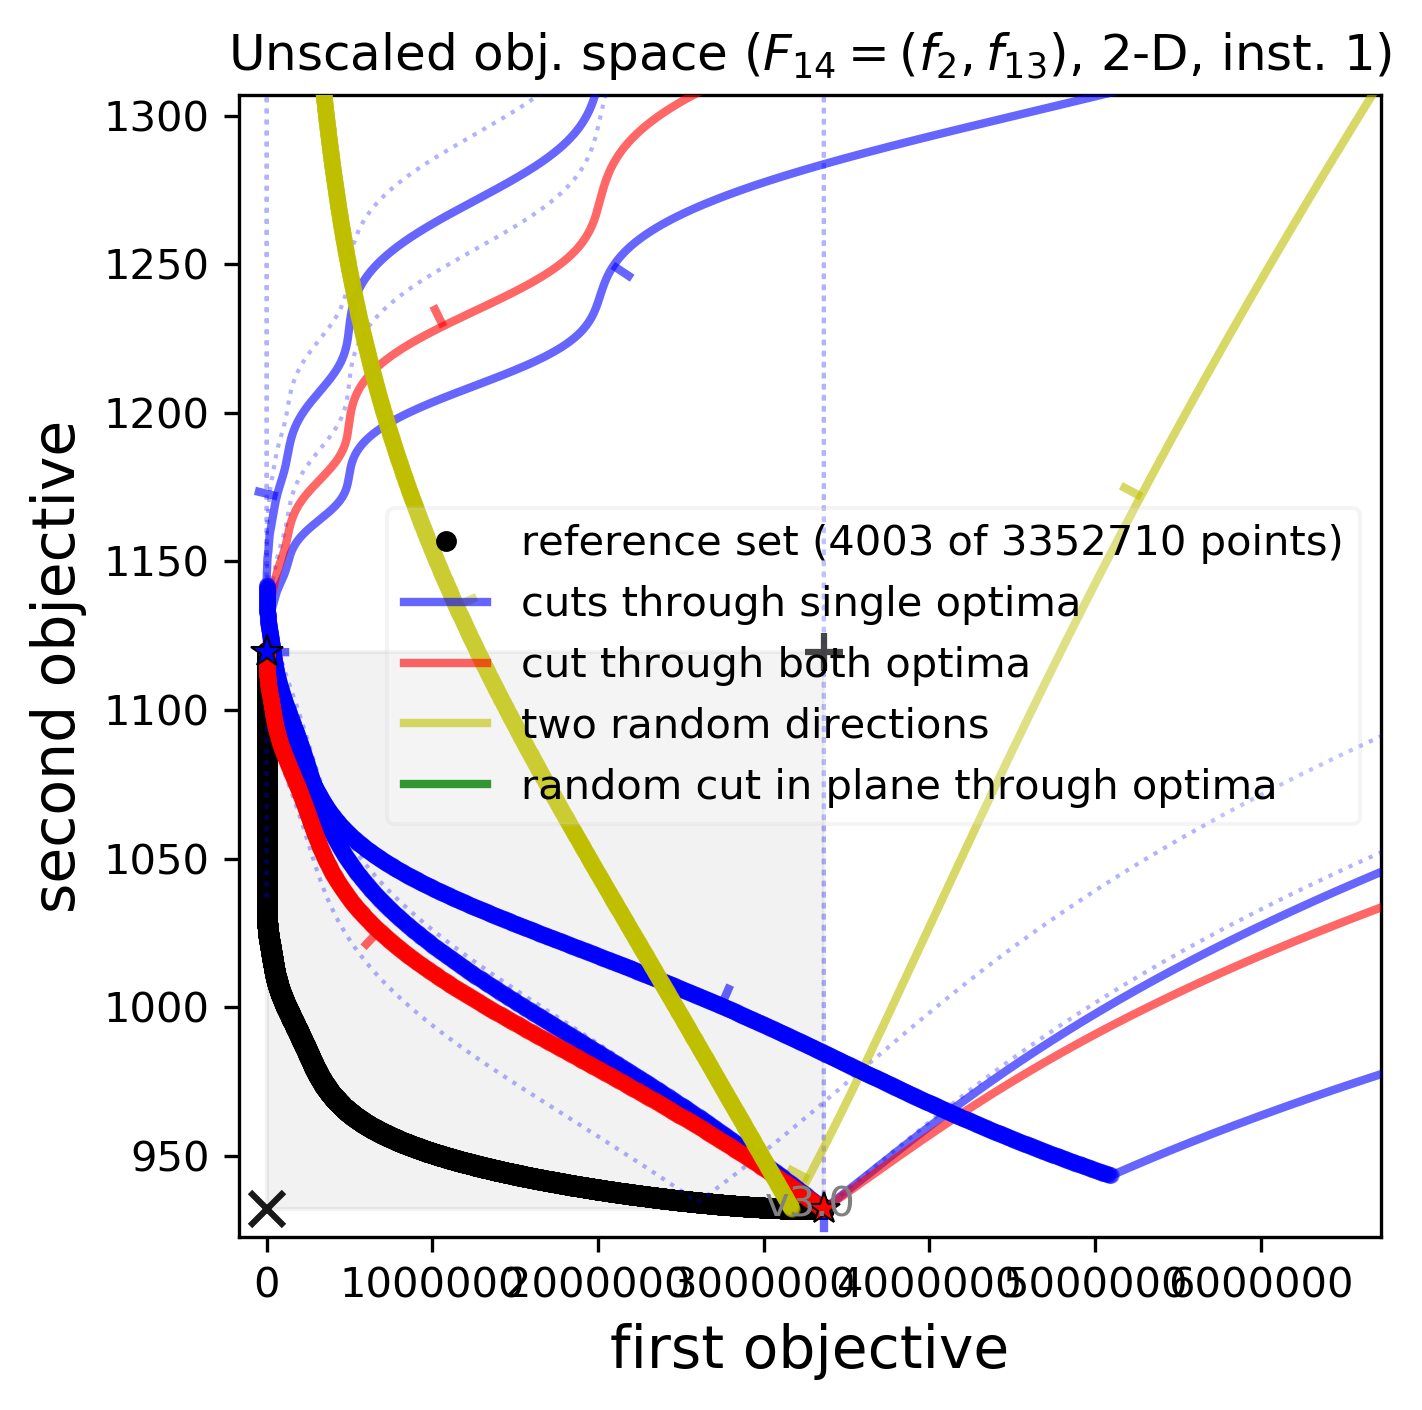 Unscaled obj. space (F₁₄ = (f₂, f₁₃), 2-D, inst. 1)
1300
1250
1200
1150
1100
1050
1000
950
second objective
reference set (4003 of 3352710 points)
cuts through single optima
cut through both optima
two random directions
random cut in plane through optima
v3.0
0 1000000 2000000 3000000 4000000 5000000 6000000
first objective